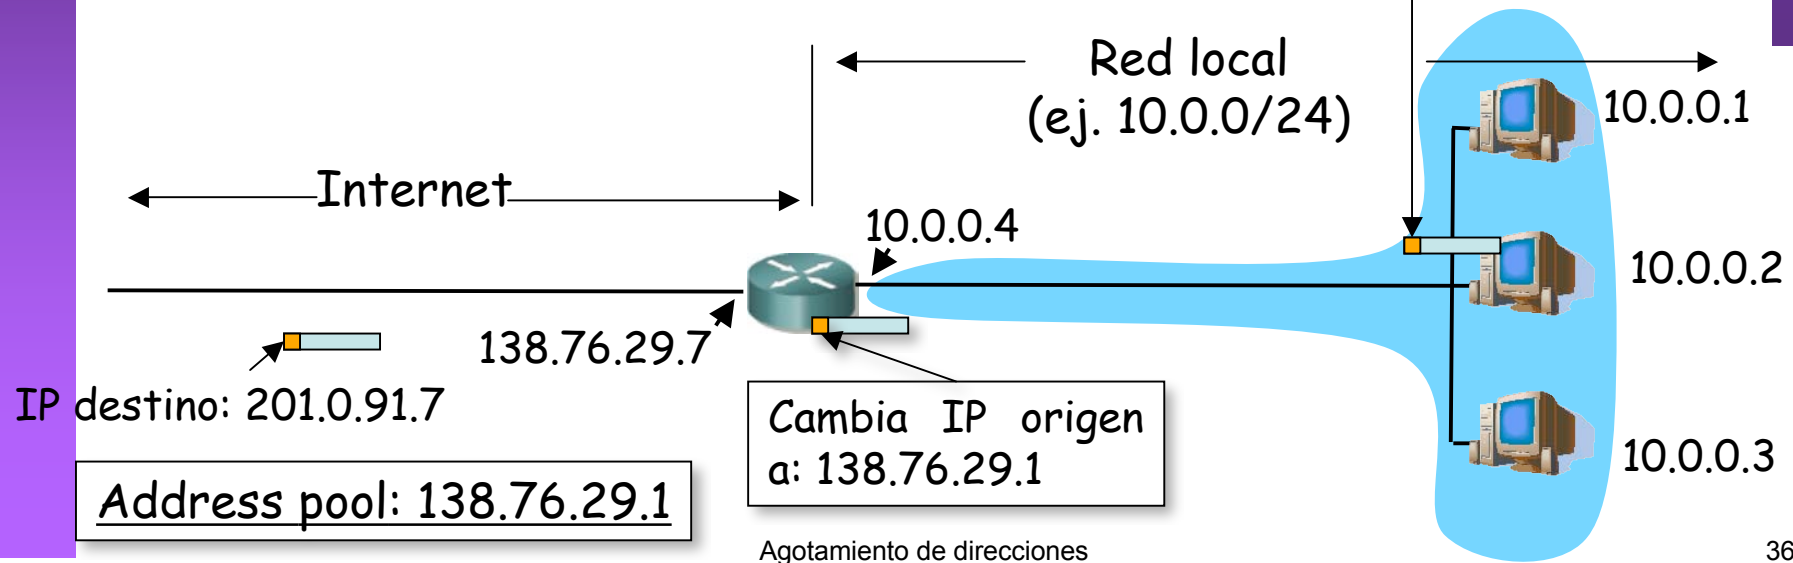 Red local
(ej. 10.0.0/24)
10.0.0.1
Internet
10.0.0.4
10.0.0.2
138.76.29.7
IP destino: 201.0.91.7
Cambia IP origen
a: 138.76.29.1
10.0.0.3
Address pool: 138.76.29.1
Agotamiento de direcciones
36